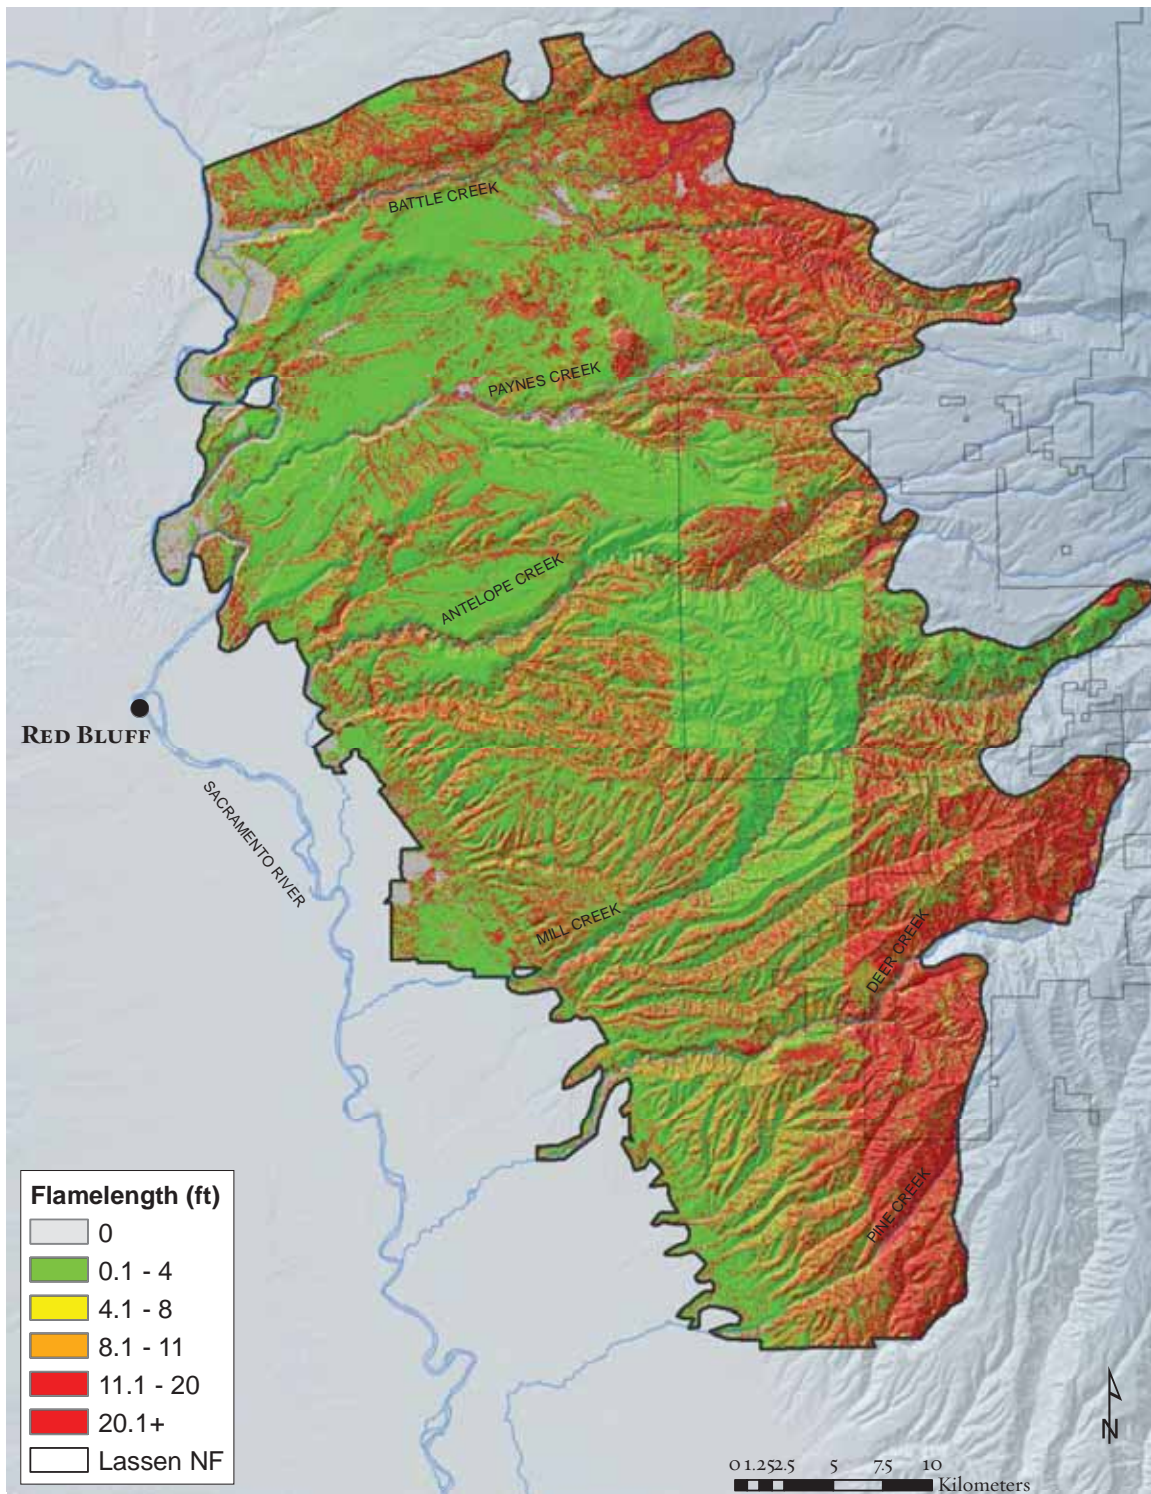 BATTLE CREEK
PAYNES CREEK
ANTELOPE CREEK
RED BLUFF
SACRAMENTO RIVER
MILL CREEK
DEER CREEK
PINE CREEK
Flamelength (ft)
0
0.1 - 4
4.1 - 8
8.1 - 11
11.1 - 20
20.1+
Lassen NF
N
0 1.25 2.5 5 7.5 10
Kilometers